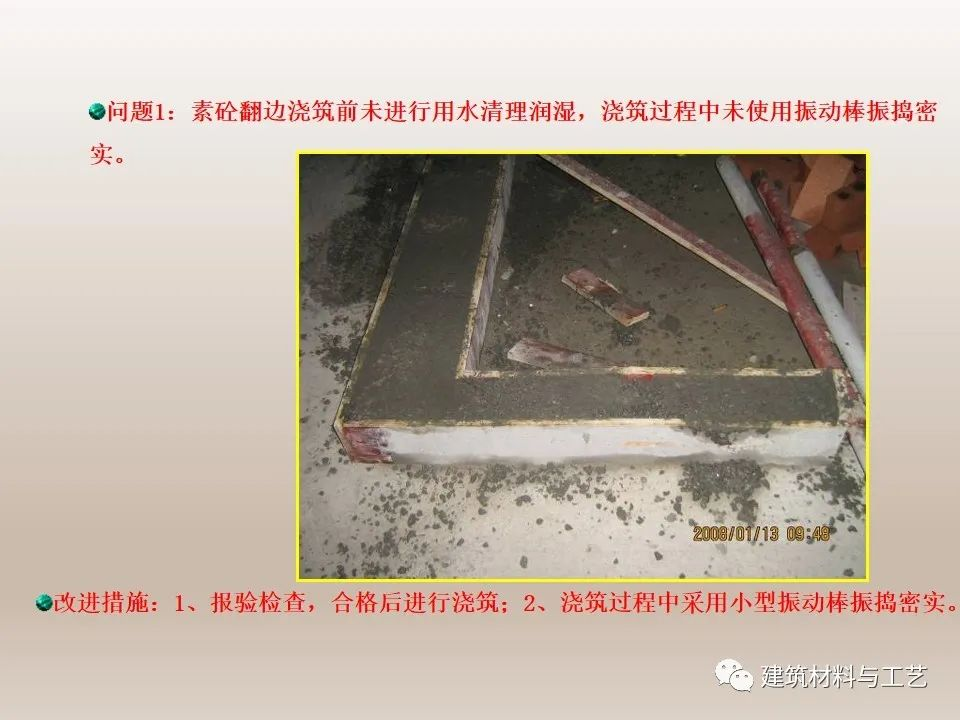 问题1：素砼翻边浇筑前未进行用水清理润湿，浇筑过程中未使用振动棒振捣密
实。
2008/01/13 09:48
改进措施：1、报验检查，合格后进行浇筑；2、浇筑过程中采用小型振动棒振捣密实。
建筑材料与工艺